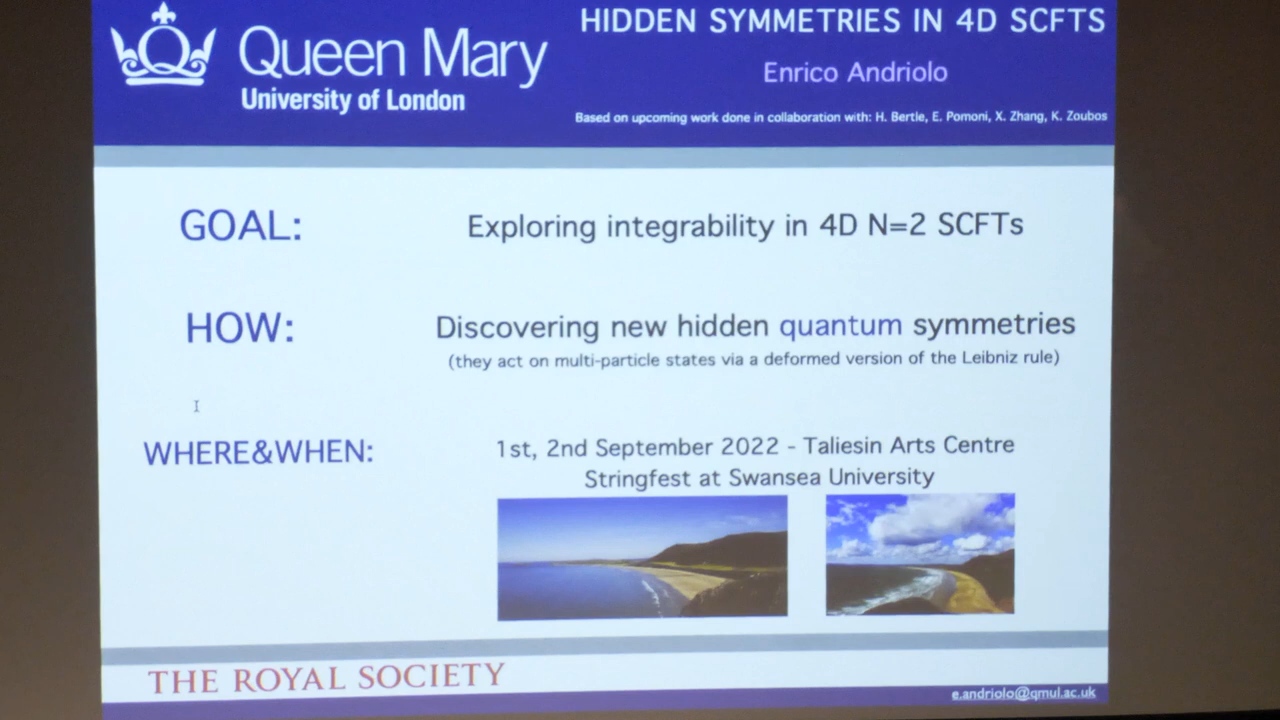 Queen Mary
University of London
HIDDEN SYMMETRIES IN 4D SCFTS
Enrico Andriolo
Based on upcoming work done in collaboration with: H. Bertle, E. Pomoni, X. Zhang, K. Zoubos
GOAL:
Exploring integrability in 4D N=2 SCFTs
HOW:
Discovering new hidden quantum symmetries
(they act on multi-particle states via a deformed version of the Leibniz rule)
WHERE&WHEN:
1st, 2nd September 2022 - Taliesin Arts Centre
Stringfest at Swansea University
THE ROYAL SOCIETY
e.andriolo@qmul.ac.uk